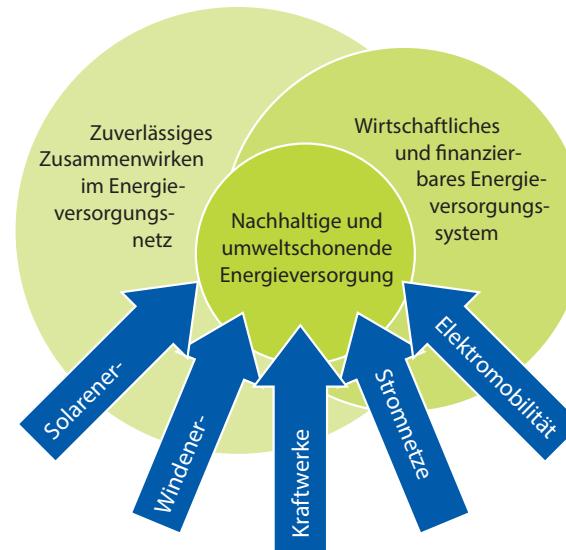 Zuverlässiges
Zusammenwirken
im Energie-
versorgungs-
netz
Wirtschaftliches
und finanzier-
bares Energie-
versorgungs-
system
Nachhaltige und
umweltschonende
Energieversorgung
Solarener-
Windener-
Kraftwerke
Stromnetze
Elektromobilität